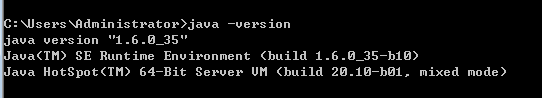 C:\Users\Administrator>java -version
java version "1.6.0_35"
Java(TM) SE Runtime Environment (build 1.6.0_35-b10)
Java HotSpot(TM) 64-Bit Server VM (build 20.10-b01, mixed mode)